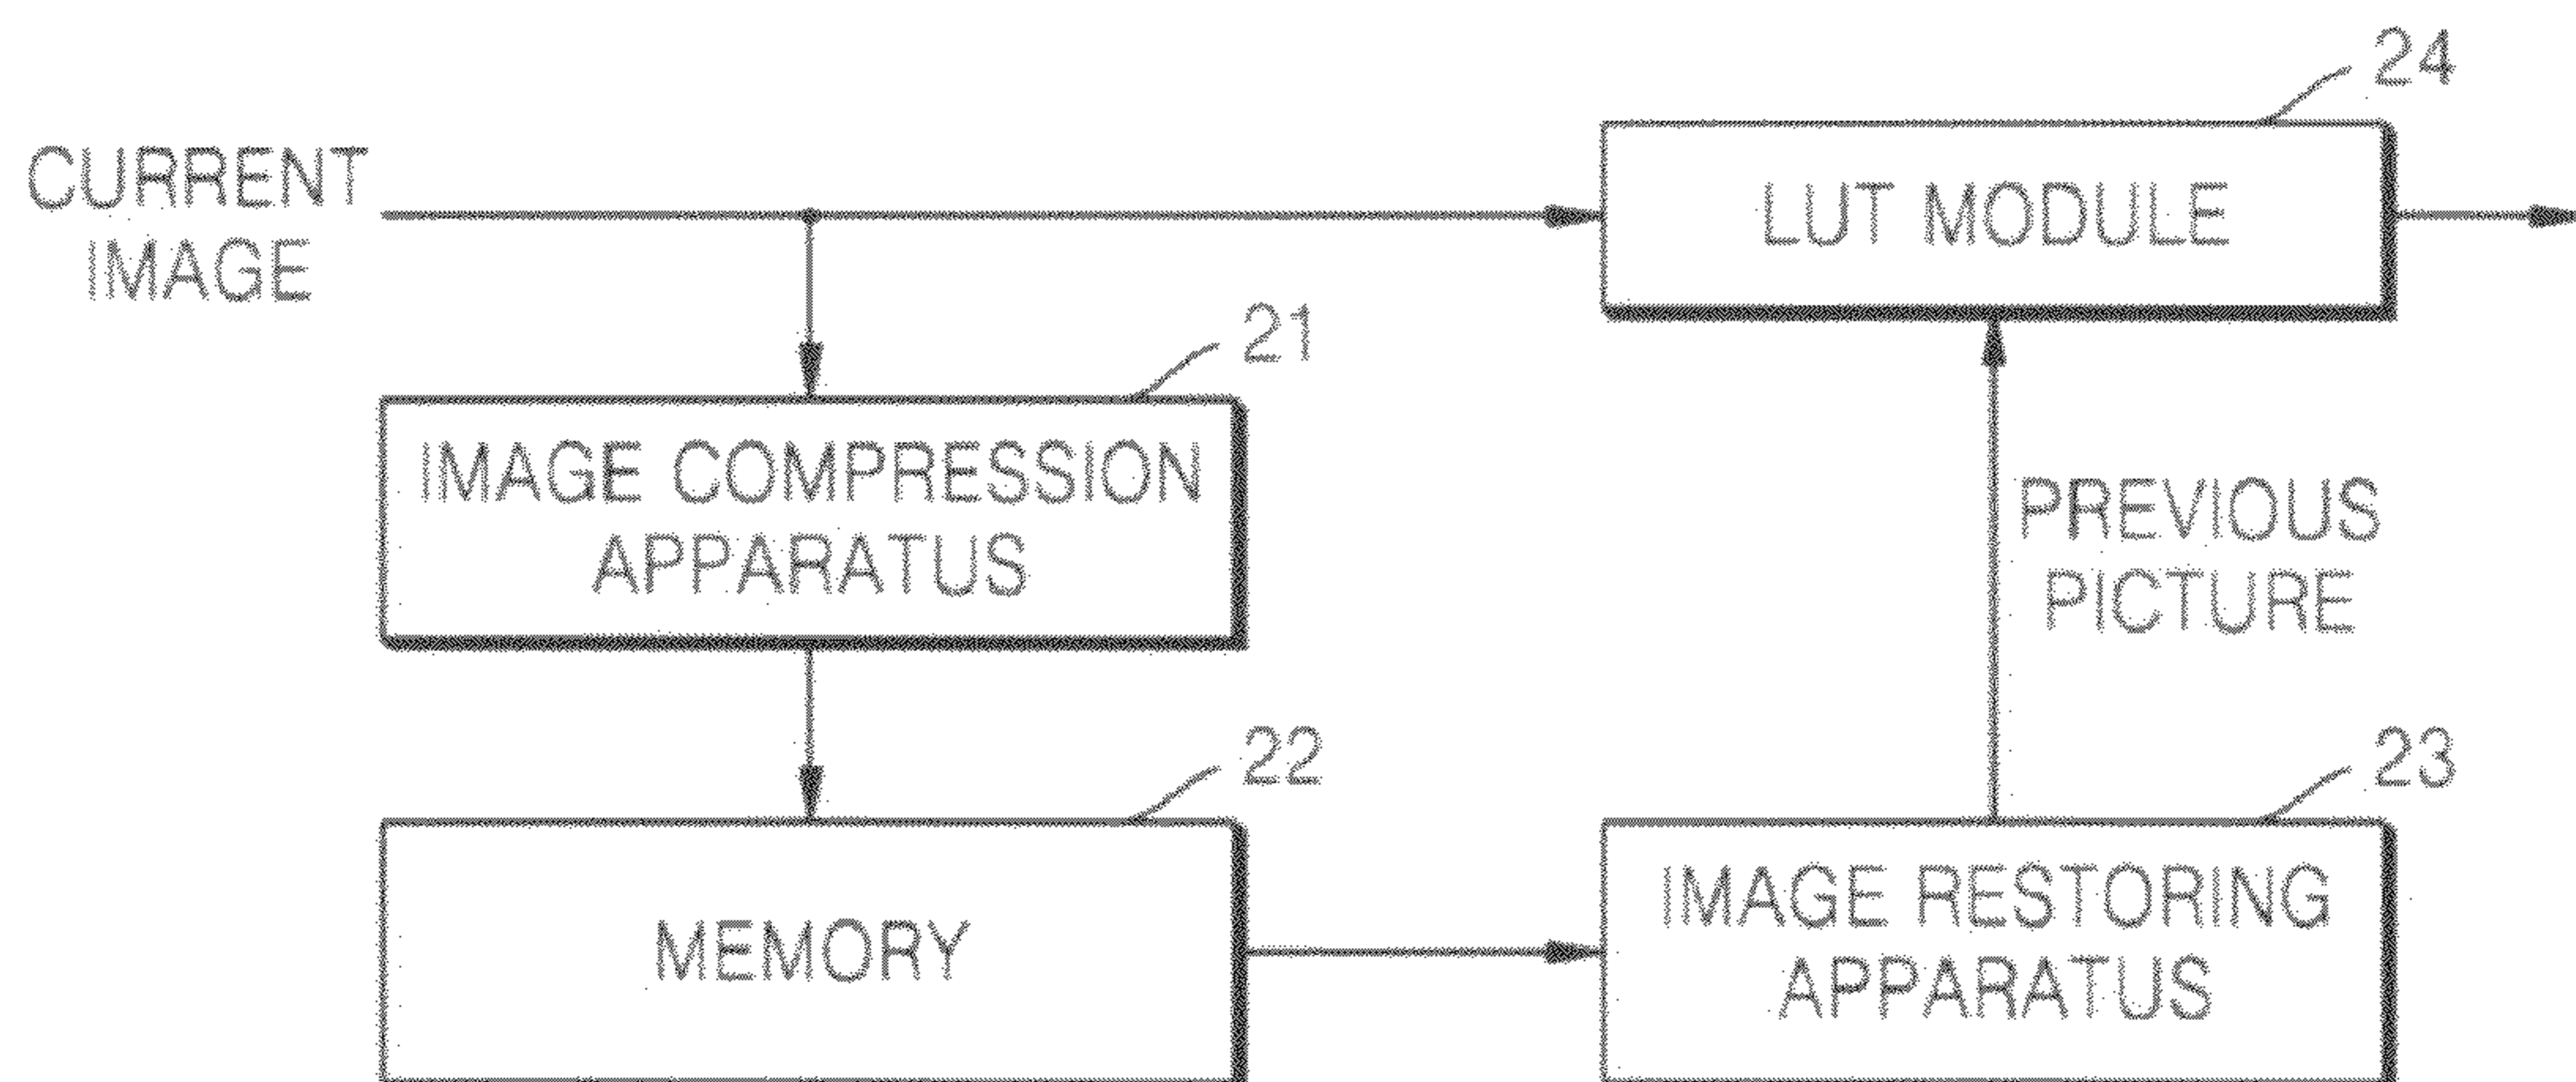 24
CURRENT
IMAGE
LUT MODULE
21
IMAGE COMPRESSION
APPARATUS
PREVIOUS
PICTURE
22
23
MEMORY
IMAGE RESTORING
APPARATUS